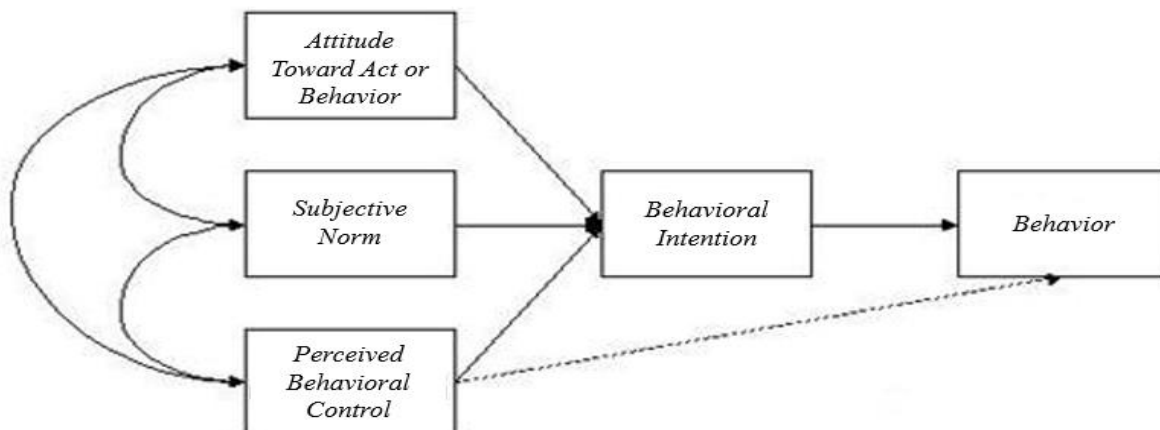 Attitude
Toward Act or
Behavior
Subjective
Norm
Behavioral
Intention
Behavior
Perceived
Behavioral
Control